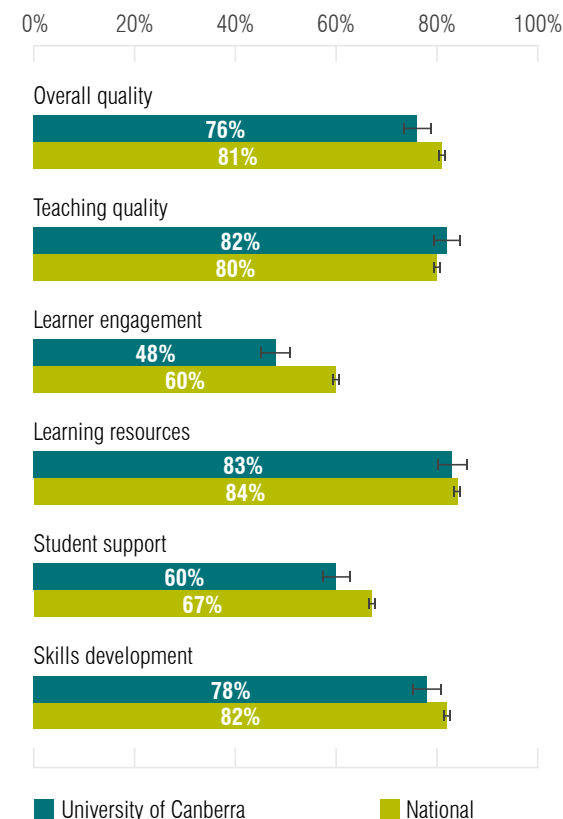 0% 20% 40% 60% 80% 100%
Overall quality
76%
81%
Teaching quality
82%
80%
Learner engagement
48%
60%
Learning resources
83%
84%
Student support
60%
67%
Skills development
78%
82%
University of Canberra National